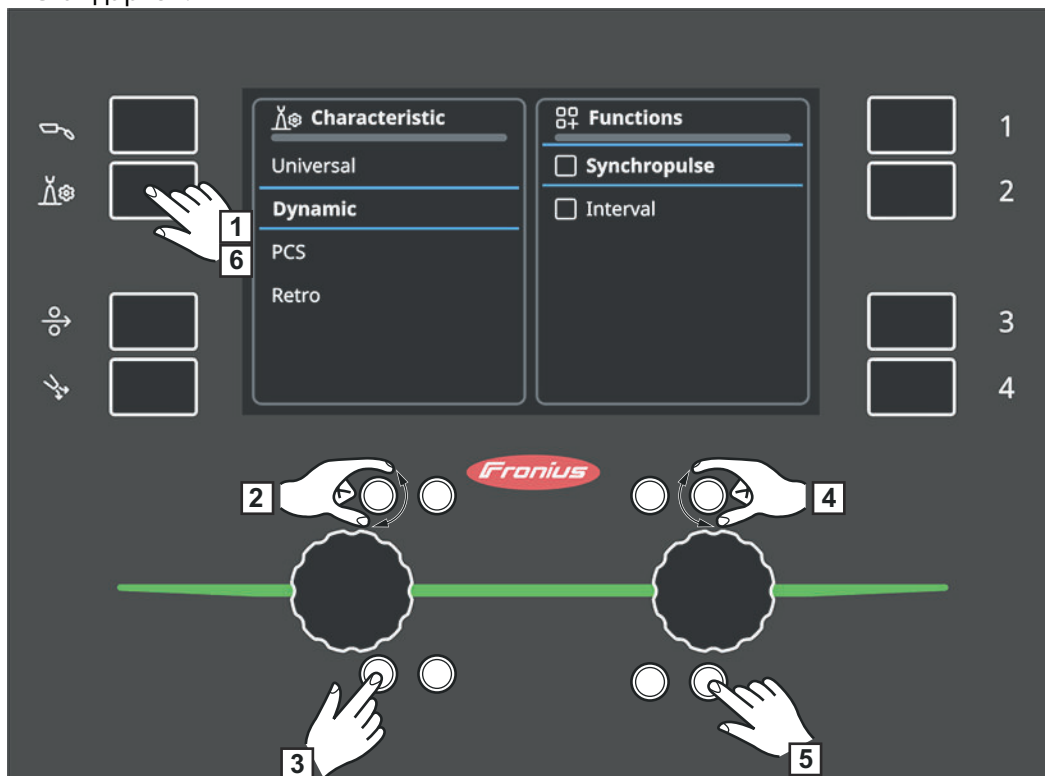 Characteristic
Universal
Dynamic
PCS
Retro
Functions
Synchropulse
Interval
1
2
3
4
1
6
Fronius
2
4
3
5